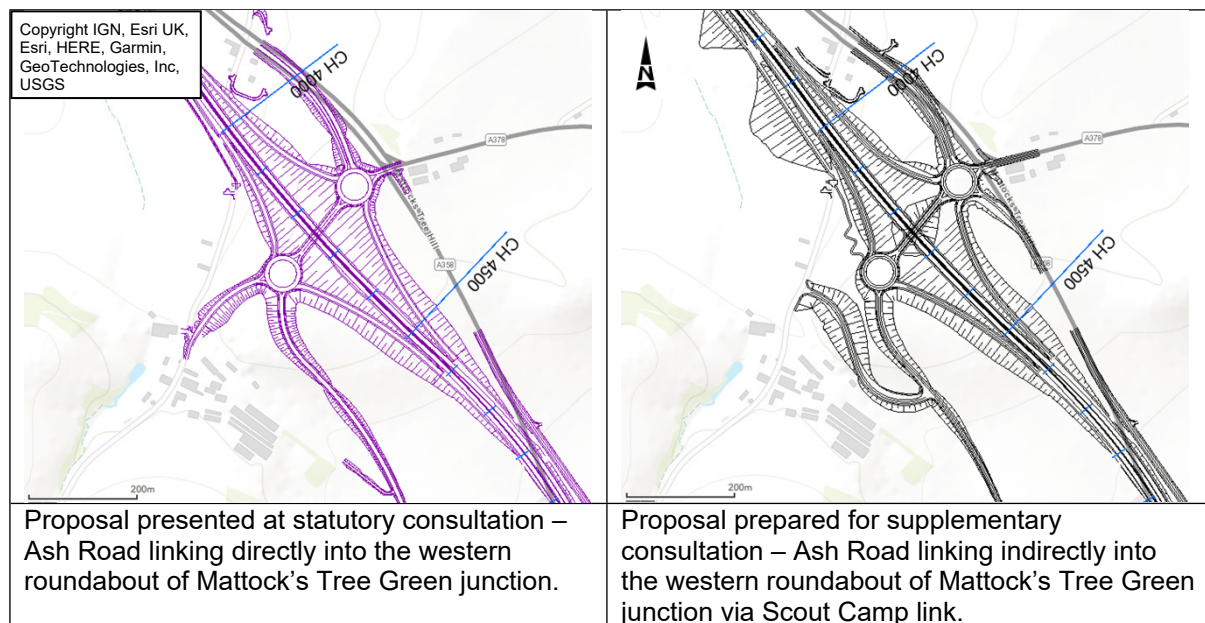 Copyright IGN, Esri UK,
Esri, HERE, Garmin,
GeoTechnologies, Inc,
USGS
CH 4000
A378
A358
CH 4500
200m
N
CH 4000
A378
CH 4500
200m
Proposal presented at statutory consultation –
Ash Road linking directly into the western
roundabout of Mattock’s Tree Green junction.
Proposal prepared for supplementary
consultation – Ash Road linking indirectly into
the western roundabout of Mattock’s Tree Green
junction via Scout Camp link.